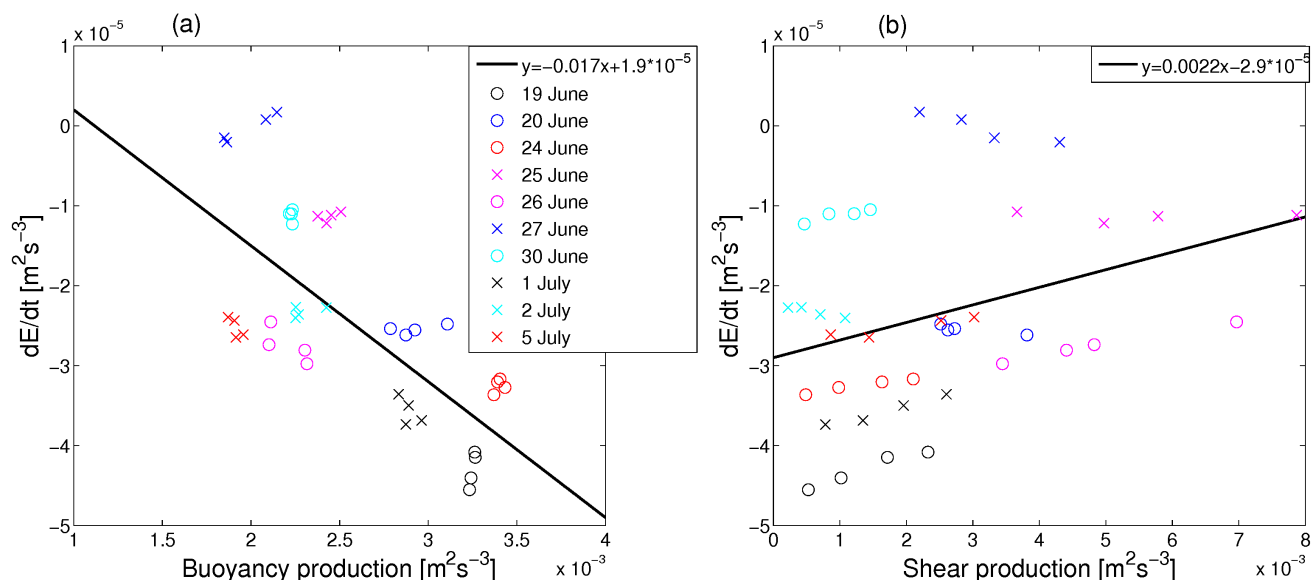 (a)
x 10⁻⁵
1
0
−1
−2
−3
−4
−5
dE/dt [m²s⁻³]
y=−0.017x+1.9*10⁻⁵
19 June
20 June
24 June
25 June
26 June
27 June
30 June
1 July
2 July
5 July
1 1.5 2 2.5 3 3.5 4
Buoyancy production [m²s⁻³]
x 10⁻³
(b)
x 10⁻⁵
1
0
−1
−2
−3
−4
−5
dE/dt [m²s⁻³]
y=0.0022x−2.9*10⁻⁵
0 1 2 3 4 5 6 7 8
Shear production [m²s⁻³]
x 10⁻³